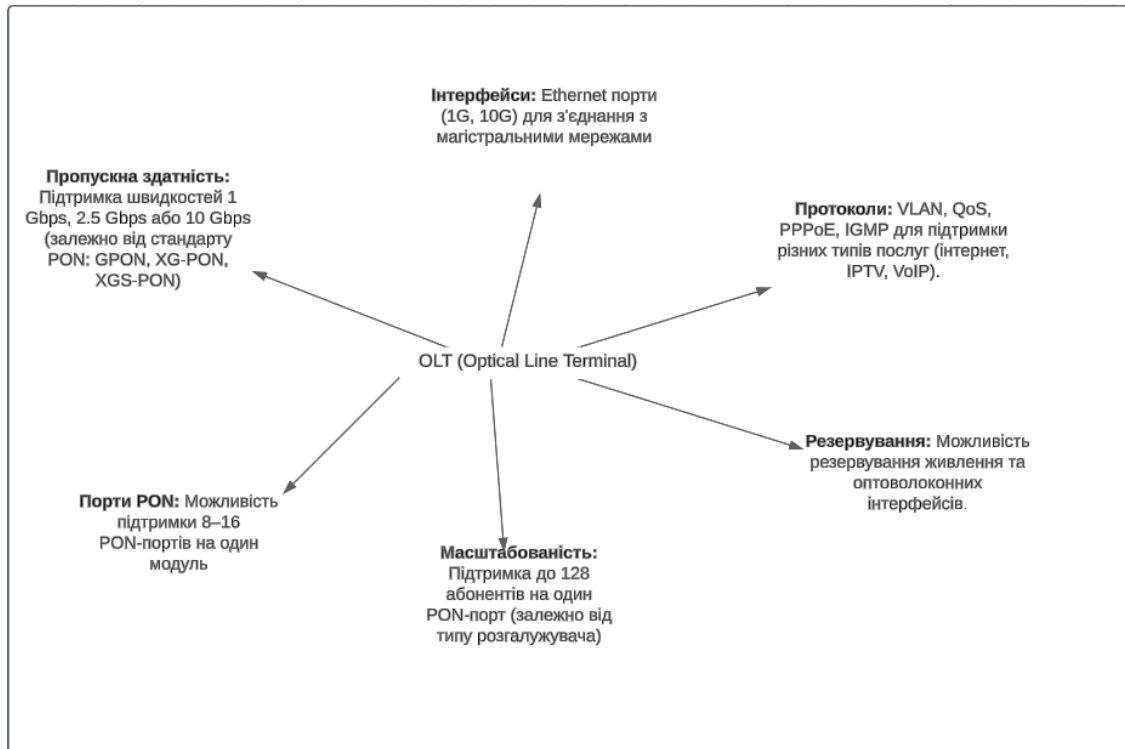 Інтерфейси: Ethernet порти
(1G, 10G) для з'єднання з
магістральними мережами
Пропускна здатність:
Підтримка швидкостей 1
Gbps, 2.5 Gbps або 10 Gbps
(залежно від стандарту
PON: GPON, XG-PON,
XGS-PON)
Протоколи: VLAN, QoS,
PPPoE, IGMP для підтримки
різних типів послуг (інтернет,
IPTV, VoIP).
OLT (Optical Line Terminal)
Резервування: Можливість
резервування живлення та
оптоволоконних
інтерфейсів.
Порти PON: Можливість
підтримки 8–16
PON-портів на один
модуль
Масштабованість:
Підтримка до 128
абонентів на один
PON-порт (залежно від
типу розгалужувача)